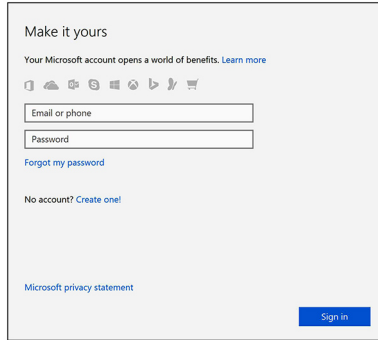 Make it yours
Your Microsoft account opens a world of benefits. Learn more
Email or phone
Password
Forgot my password
No account? Create one!
Microsoft privacy statement
Sign in